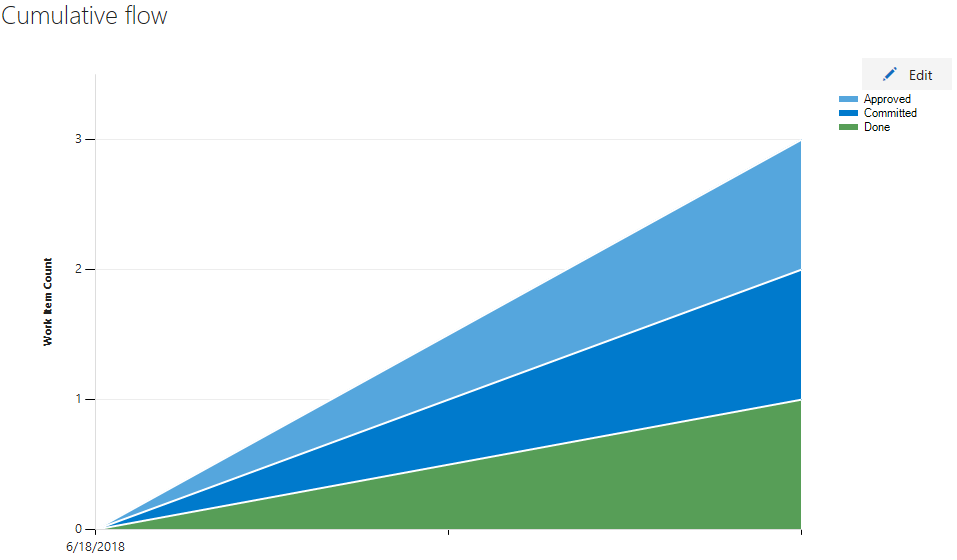 Cumulative flow
Edit
Approved
Committed
Done
3
2
1
0
Work Item Count
6/18/2018